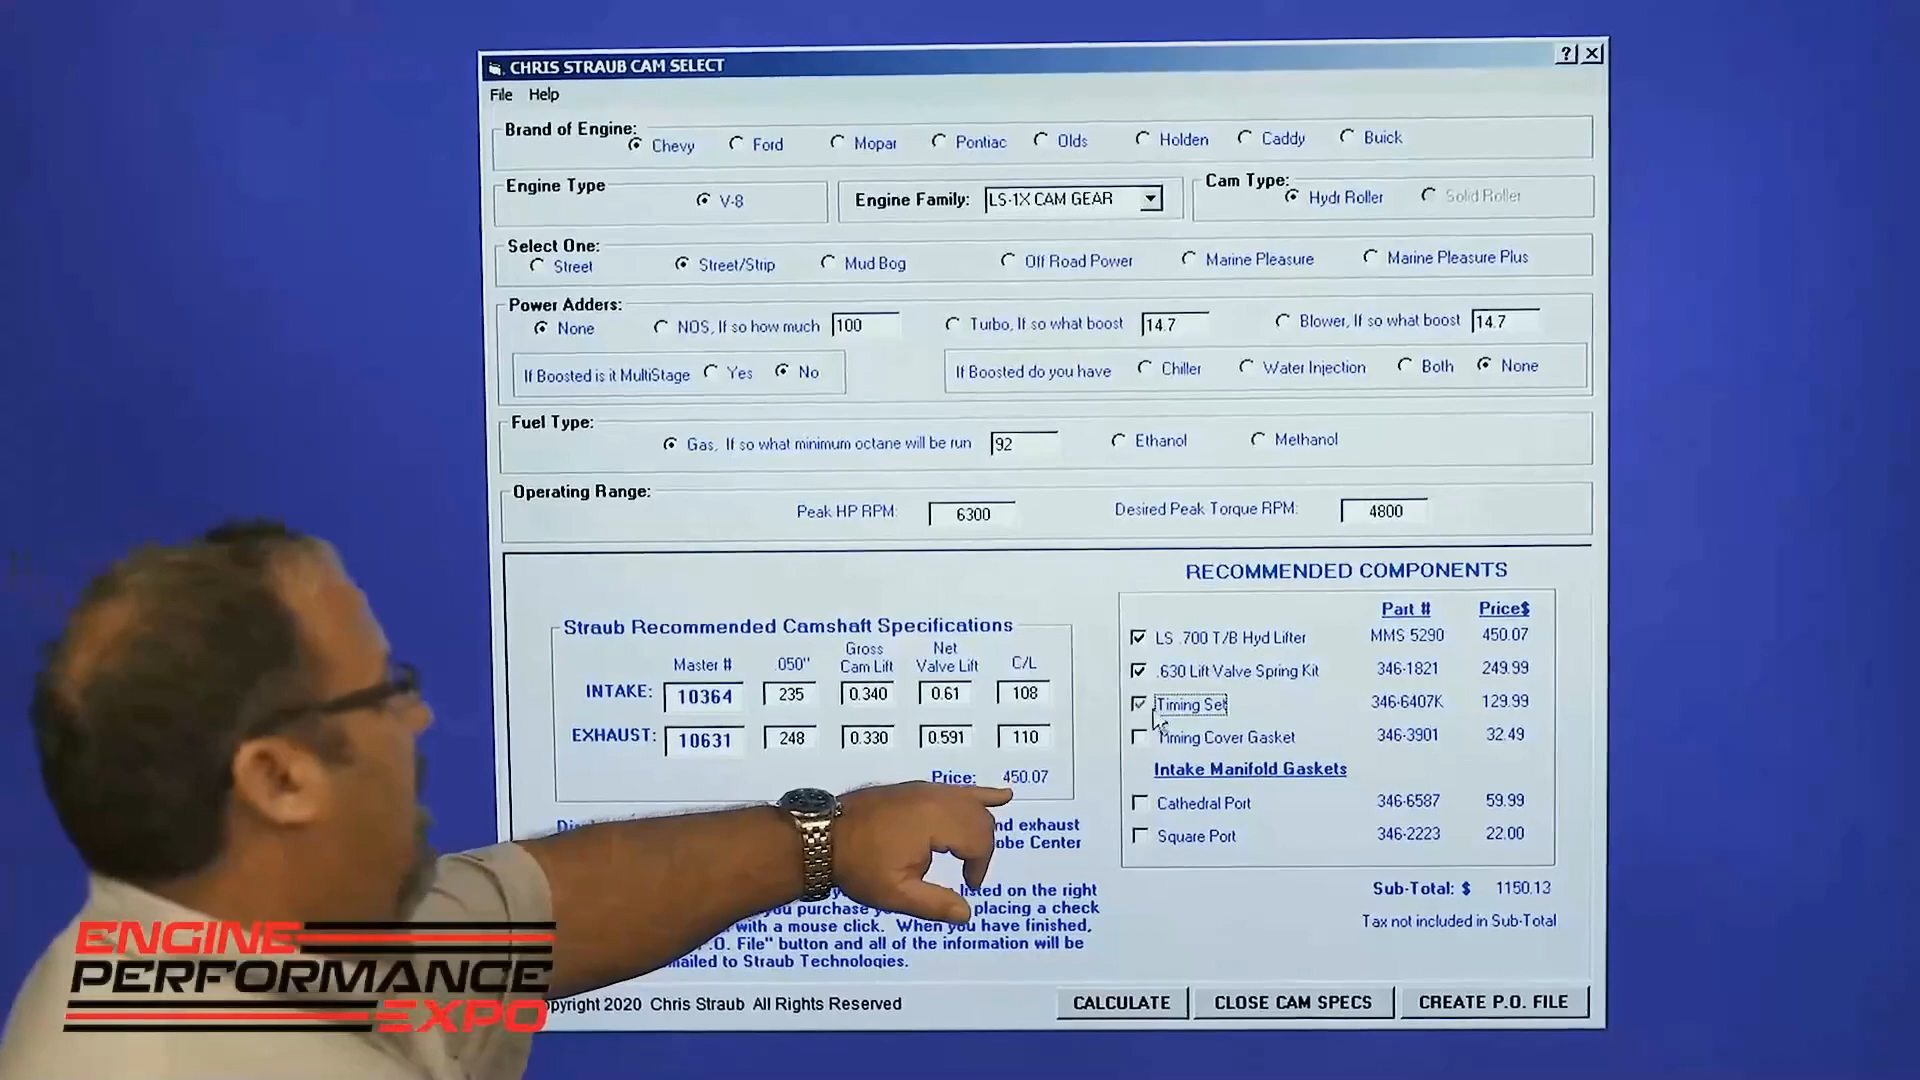 CHRIS STRAUB CAM SELECT
File Help
Brand of Engine:
Chevy Ford Mopar Pontiac Olds Holden Caddy Buick
Engine Type
V-8
Engine Family: LS-1X CAM GEAR
Cam Type:
Hydr Roller Solid Roller
Select One:
Street Street/Strip Mud Bog Off Road Power Marine Pleasure Marine Pleasure Plus
Power Adders:
None NOS, If so how much 100 Turbo, If so what boost 14.7 Blower, If so what boost 14.7
If Boosted is it MultiStage Yes No If Boosted do you have Chiller Water Injection Both None
Fuel Type:
Gas, If so what minimum octane will be run 92 Ethanol Methanol
Operating Range:
Peak HP RPM: 6300 Desired Peak Torque RPM: 4800
Straub Recommended Camshaft Specifications
Master # .050" Gross Cam Lift Net Valve Lift C/L
INTAKE: 10364 235 0.340 0.61 108
EXHAUST: 10631 248 0.330 0.591 110
Price: 450.07
RECOMMENDED COMPONENTS
Part # Price$
LS .700 T/B Hyd Lifter MMS 5290 450.07
.630 Lift Valve Spring Kit 346-1821 249.99
Timing Set 346-6407K 129.99
Timing Cover Gasket 346-3901 32.49
Intake Manifold Gaskets
Cathedral Port 346-6587 59.99
Square Port 346-2223 22.00
Sub-Total: $ 1150.13
Tax not included in Sub-Total
exhaust
Center
listed on the right
you purchase placing a check
with a mouse click. When you have finished,
File" button and all of the information will be
to Straub Technologies.
2020 Chris Straub All Rights Reserved
CALCULATE CLOSE CAM SPECS CREATE P.O. FILE
ENGINE
PERFORMANCE
EXPO